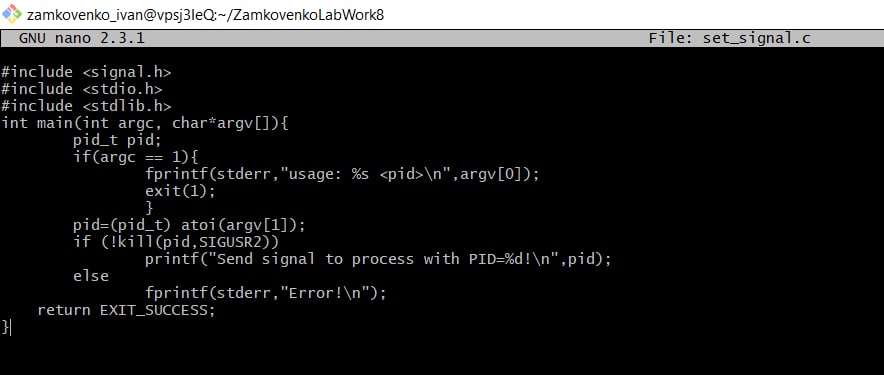 zamkovenko_ivan@vpsj3IeQ:~/ZamkovenkoLabWork8
GNU nano 2.3.1 File: set_signal.c
#include <signal.h>
#include <stdio.h>
#include <stdlib.h>
int main(int argc, char*argv[]){
        pid_t pid;
        if(argc == 1){
                fprintf(stderr,"usage: %s <pid>\n",argv[0]);
                exit(1);
                }
        pid=(pid_t) atoi(argv[1]);
        if (!kill(pid,SIGUSR2))
                printf("Send signal to process with PID=%d!\n",pid);
        else
                fprintf(stderr,"Error!\n");
    return EXIT_SUCCESS;
}